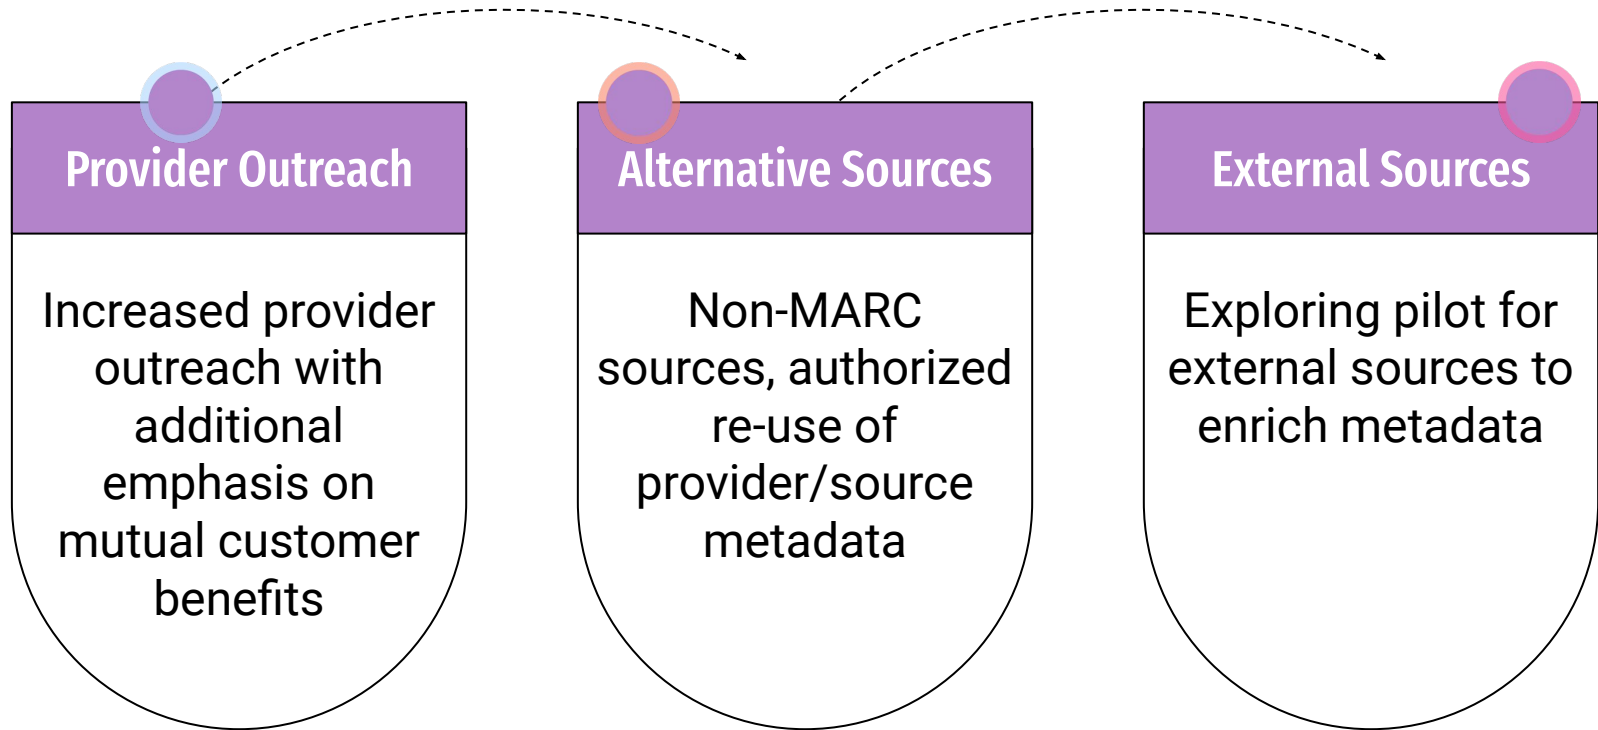 Provider Outreach
Increased provider
outreach with
additional
emphasis on
mutual customer
benefits
Alternative Sources
Non-MARC
sources, authorized
re-use of
provider/source
metadata
External Sources
Exploring pilot for
external sources to
enrich metadata